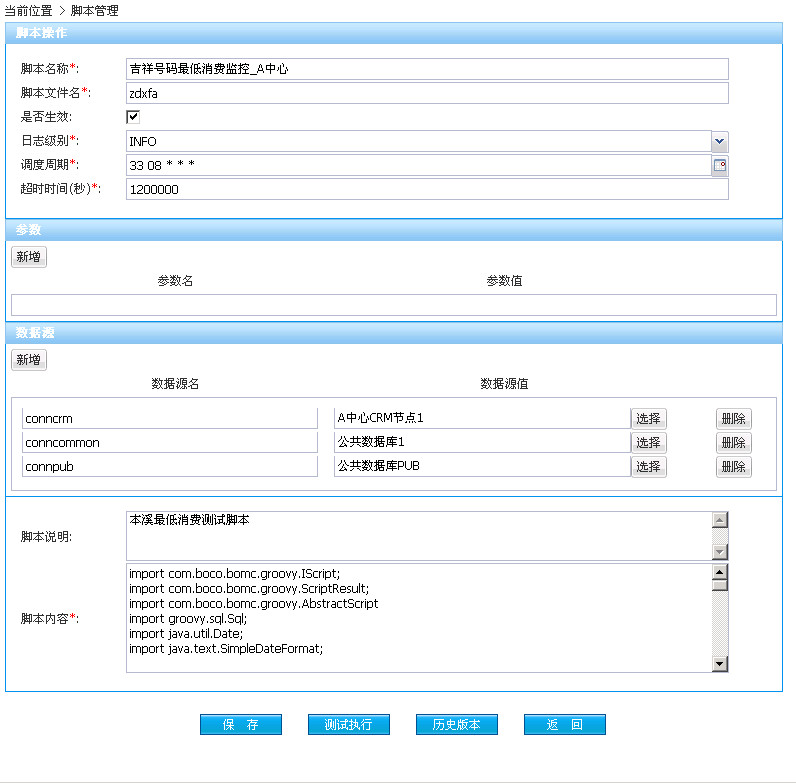 当前位置 > 脚本管理
脚本操作
脚本名称*: 吉祥号码最低消费监控_A中心
脚本文件名*: zdxfa
是否生效:
日志级别*: INFO
调度周期*: 33 08 * * *
超时时间(秒)*: 1200000
参数
新增
参数名 参数值
数据源
新增
数据源名 数据源值
conncrm A中心CRM节点1 选择 删除
conncommon 公共数据库1 选择 删除
connpub 公共数据库PUB 选择 删除
脚本说明: 本溪最低消费测试脚本
脚本内容*:
import com.boco.bomc.groovy.IScript;
import com.boco.bomc.groovy.ScriptResult;
import com.boco.bomc.groovy.AbstractScript
import groovy.sql.Sql;
import java.util.Date;
import java.text.SimpleDateFormat;
保 存 测试执行 历史版本 返 回